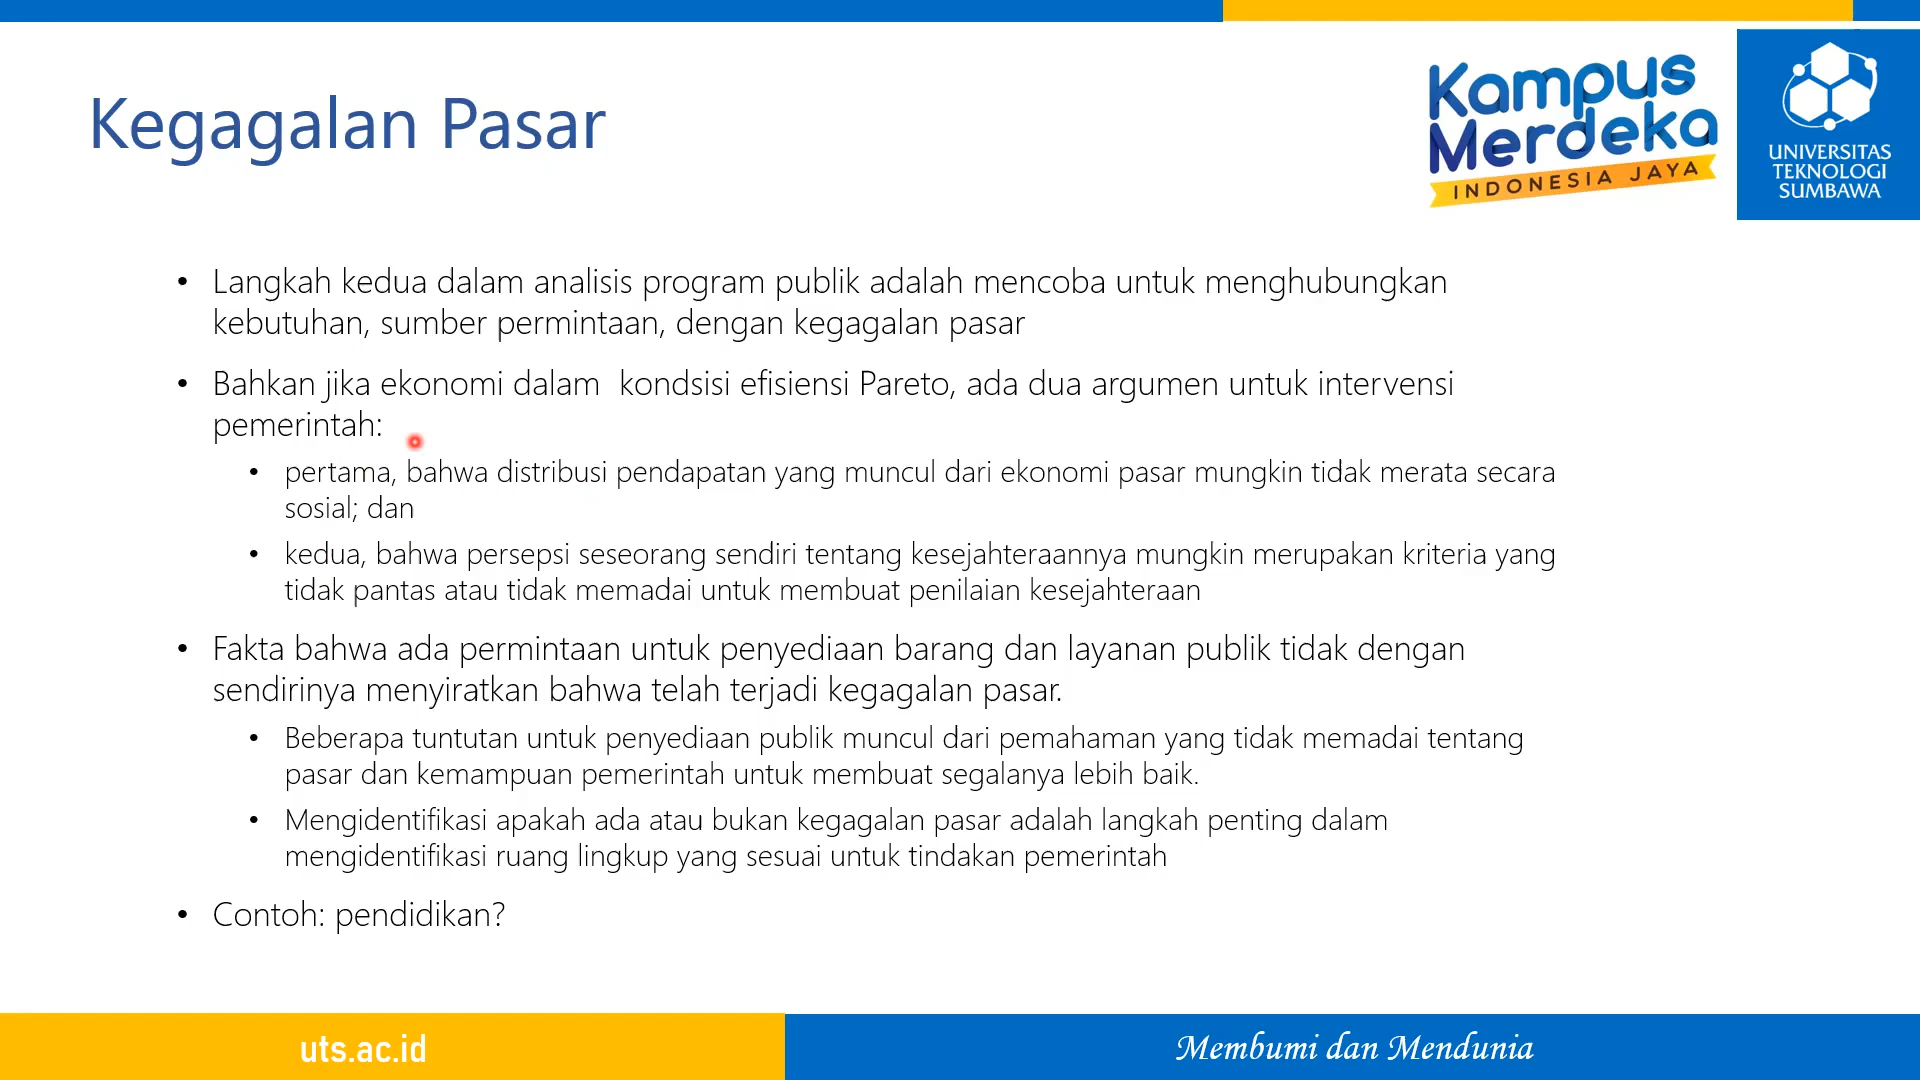 Kegagalan Pasar
Kampus
Merdeka
INDONESIA JAYA
UNIVERSITAS
TEKNOLOGI
SUMBAWA
• Langkah kedua dalam analisis program publik adalah mencoba untuk menghubungkan
kebutuhan, sumber permintaan, dengan kegagalan pasar
• Bahkan jika ekonomi dalam  kondsisi efisiensi Pareto, ada dua argumen untuk intervensi
pemerintah:
• pertama, bahwa distribusi pendapatan yang muncul dari ekonomi pasar mungkin tidak merata secara
sosial; dan
• kedua, bahwa persepsi seseorang sendiri tentang kesejahteraannya mungkin merupakan kriteria yang
tidak pantas atau tidak memadai untuk membuat penilaian kesejahteraan
• Fakta bahwa ada permintaan untuk penyediaan barang dan layanan publik tidak dengan
sendirinya menyiratkan bahwa telah terjadi kegagalan pasar.
• Beberapa tuntutan untuk penyediaan publik muncul dari pemahaman yang tidak memadai tentang
pasar dan kemampuan pemerintah untuk membuat segalanya lebih baik.
• Mengidentifikasi apakah ada atau bukan kegagalan pasar adalah langkah penting dalam
mengidentifikasi ruang lingkup yang sesuai untuk tindakan pemerintah
• Contoh: pendidikan?
uts.ac.id
Membumi dan Mendunia